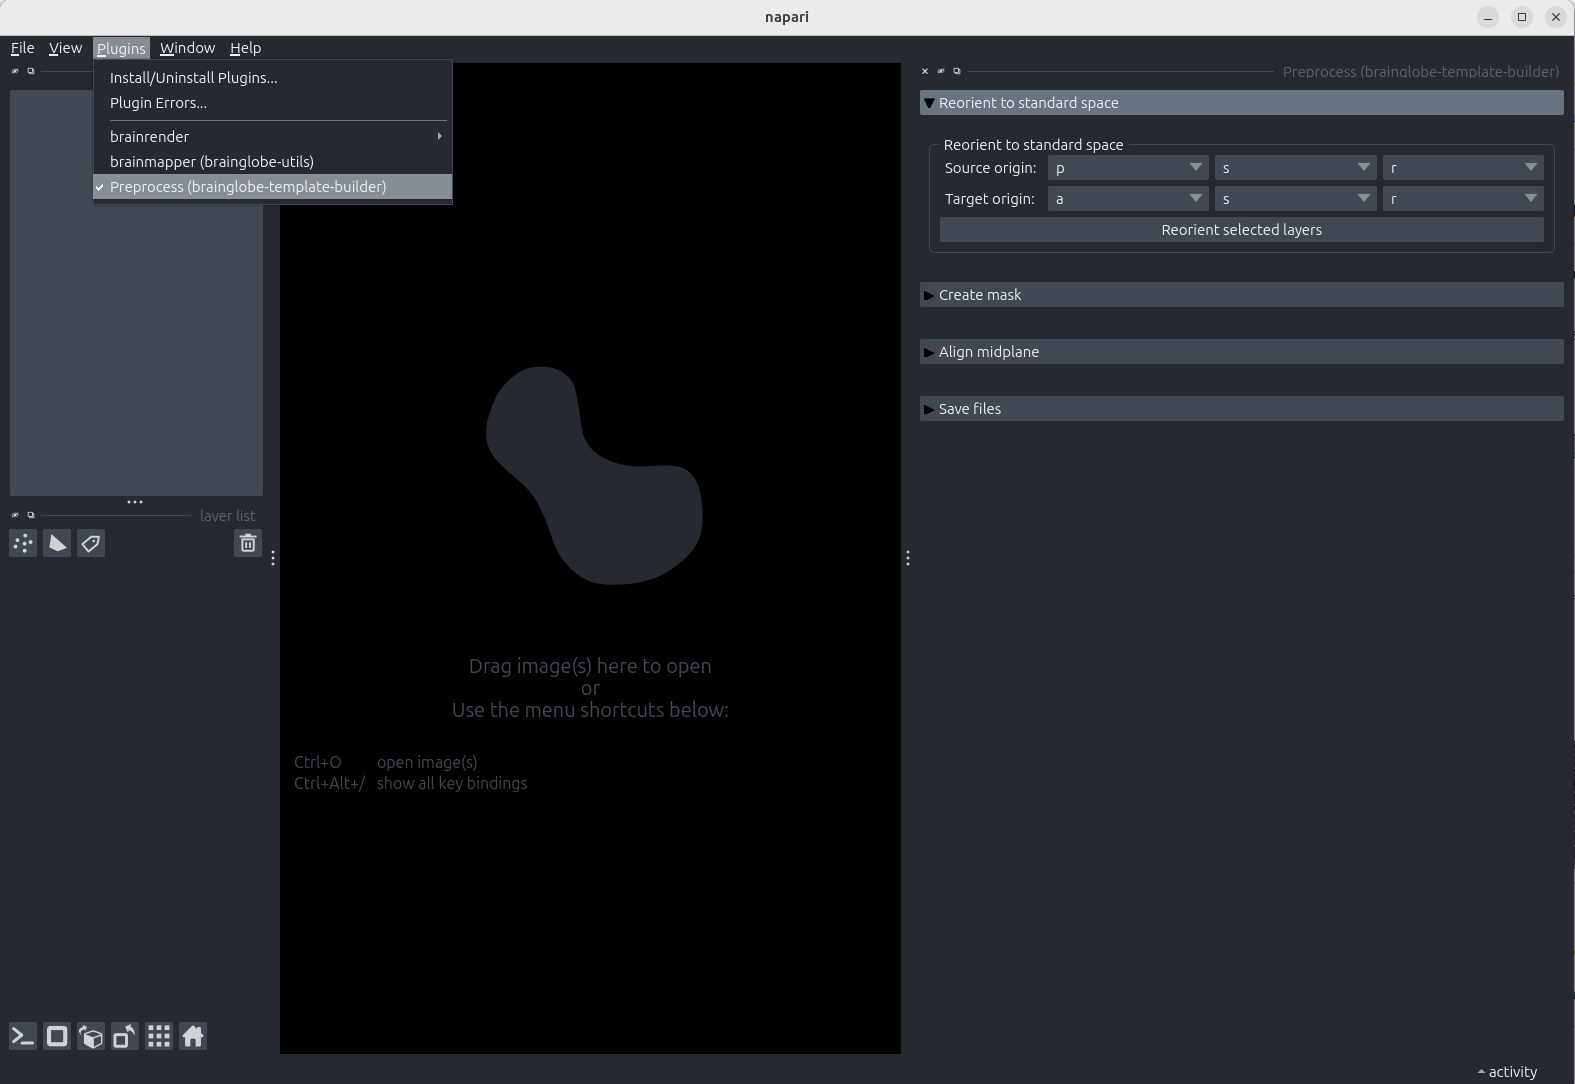 napari
File View Plugins Window Help
Install/Uninstall Plugins...
Plugin Errors...
brainrender
brainmapper (brainglobe-utils)
Preprocess (brainglobe-template-builder)
layer list
Drag image(s) here to open
or
Use the menu shortcuts below:
Ctrl+O open image(s)
Ctrl+Alt+/ show all key bindings
Preprocess (brainglobe-template-builder)
Reorient to standard space
Reorient to standard space
Source origin: p s r
Target origin: a s r
Reorient selected layers
Create mask
Align midplane
Save files
activity